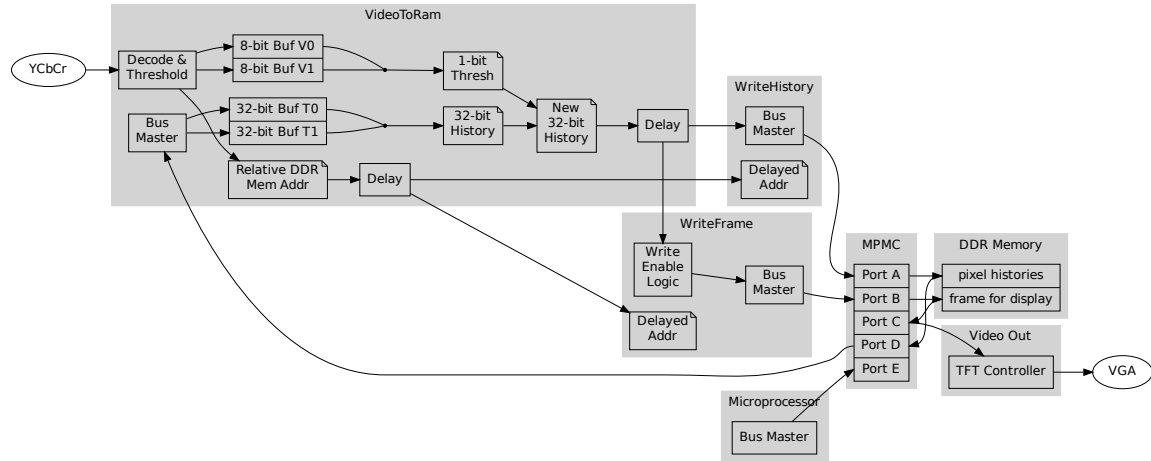 VideoToRam
YCbCr
Decode &
Threshold
8-bit Buf V0
8-bit Buf V1
1-bit
Thresh
Bus
Master
32-bit Buf T0
32-bit Buf T1
32-bit
History
New
32-bit
History
Delay
Relative DDR
Mem Addr
Delay
WriteHistory
Bus
Master
Delayed
Addr
WriteFrame
Write
Enable
Logic
Bus
Master
Delayed
Addr
MPMC
Port A
Port B
Port C
Port D
Port E
DDR Memory
pixel histories
frame for display
Video Out
TFT Controller
VGA
Microprocessor
Bus Master